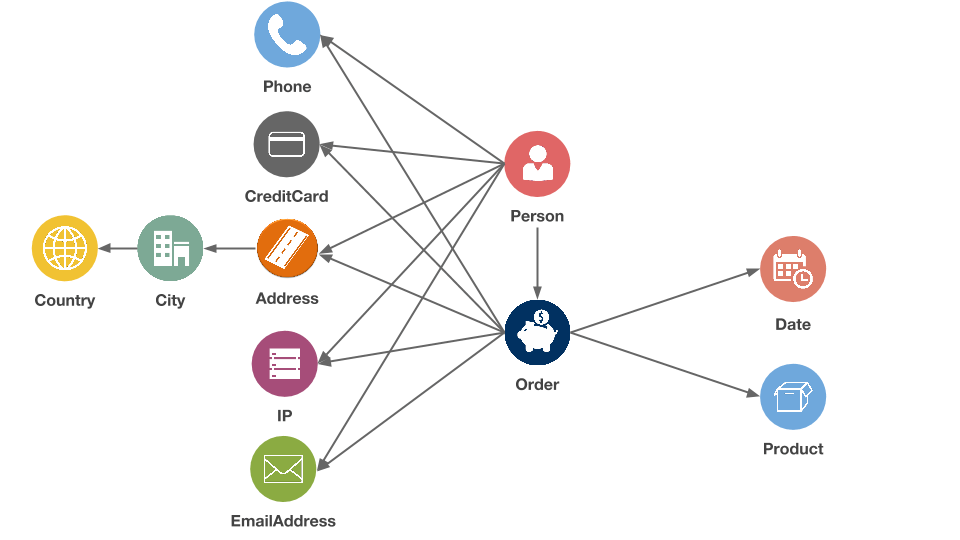 Phone
CreditCard
Person
Country
City
Address
Date
$
Order
IP
Product
EmailAddress